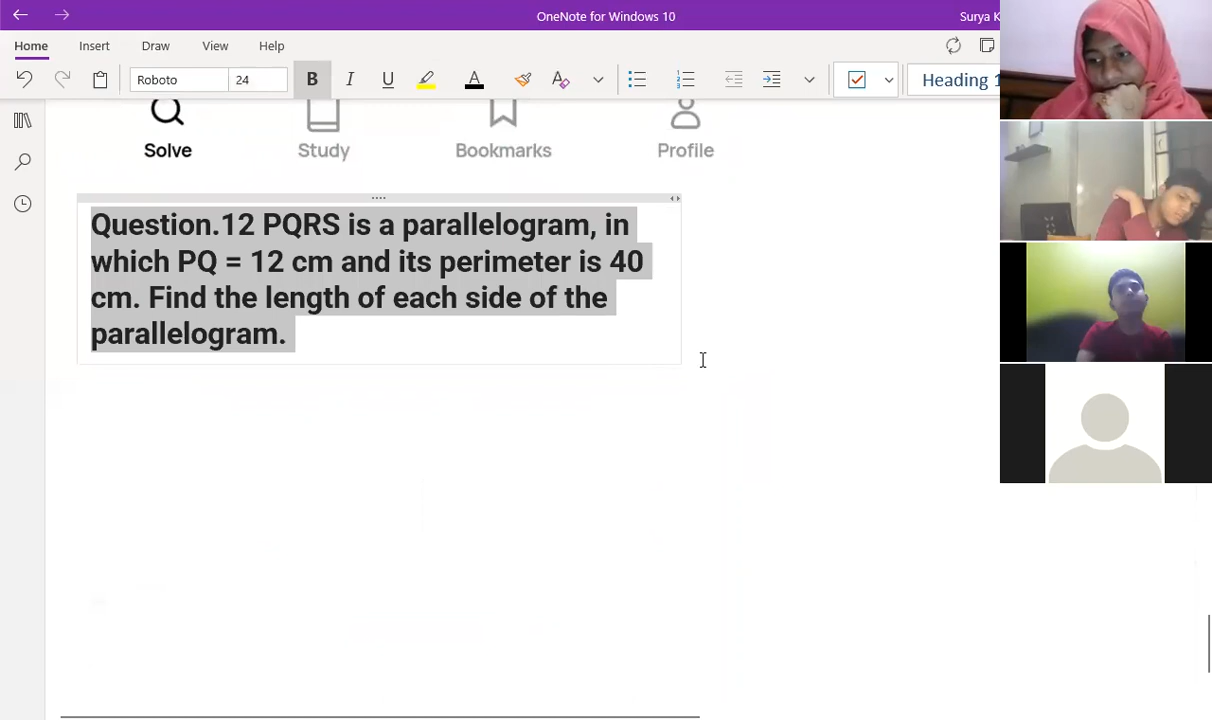 OneNote for Windows 10
Surya K
Home Insert Draw View Help
Roboto 24 B I U A A Heading 1
Solve Study Bookmarks Profile
Question.12 PQRS is a parallelogram, in
which PQ = 12 cm and its perimeter is 40
cm. Find the length of each side of the
parallelogram.